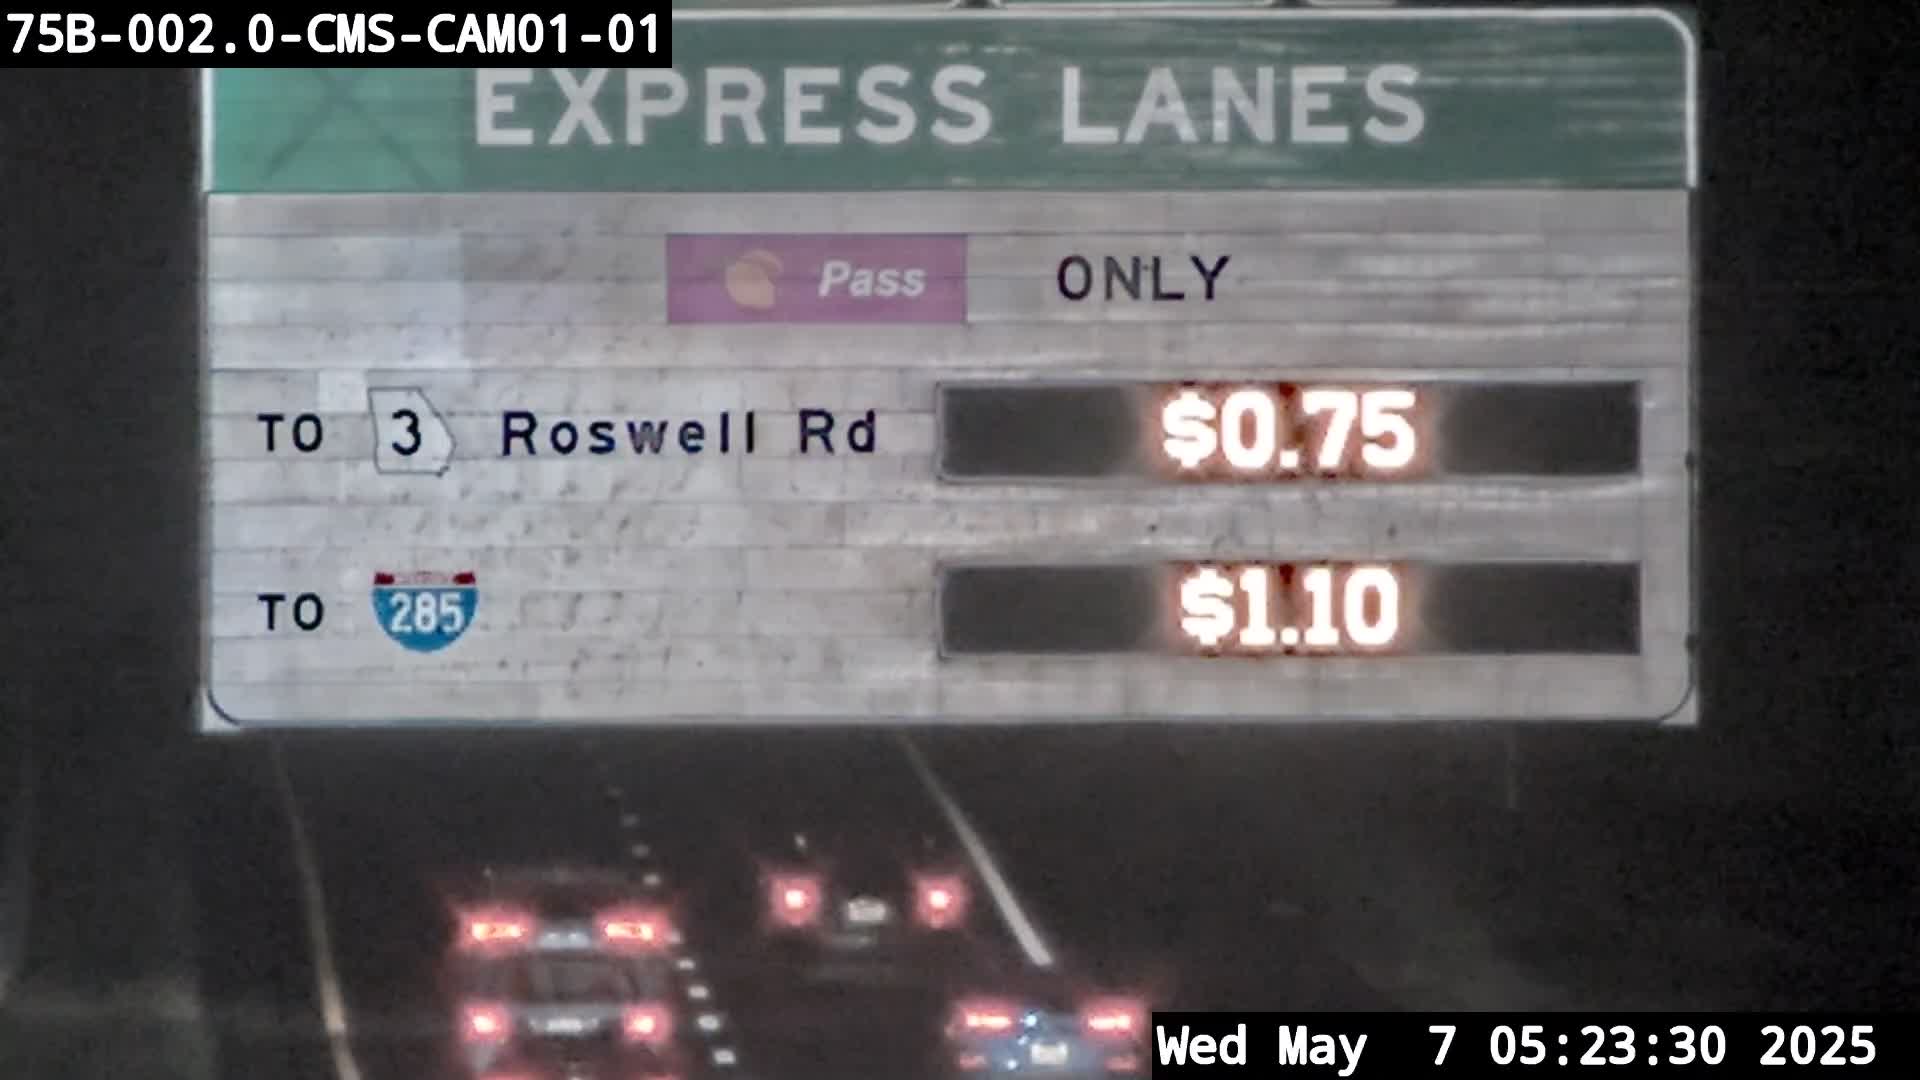 75B-002.0-CMS-CAM01-01
EXPRESS LANES
Pass ONLY
TO 3 Roswell Rd $0.75
TO 285 $1.10
Wed May 7 05:23:30 2025